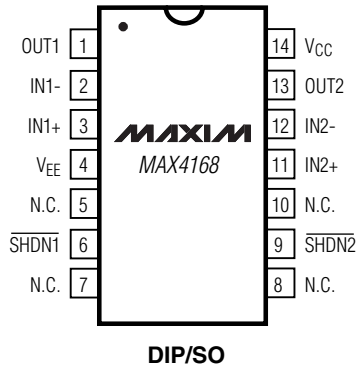 OUT1 1 14 VCC
IN1- 2 13 OUT2
IN1+ 3 MAXIM 12 IN2-
VEE 4 MAX4168 11 IN2+
N.C. 5 10 N.C.
SHDN1 6 9 SHDN2
N.C. 7 8 N.C.
DIP/SO